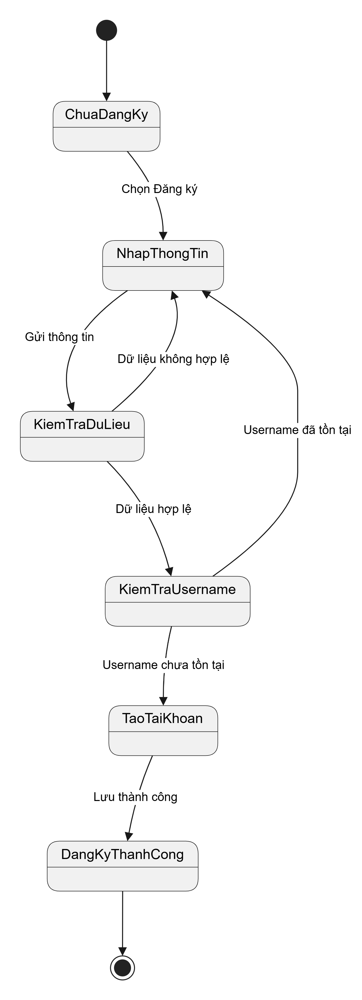 ChuaDangKy
Chọn Đăng ký
NhapThongTin
Gửi thông tin
Dữ liệu không hợp lệ
KiemTraDuLieu
Username đã tồn tại
Dữ liệu hợp lệ
KiemTraUsername
Username chưa tồn tại
TaoTaiKhoan
Lưu thành công
DangKyThanhCong